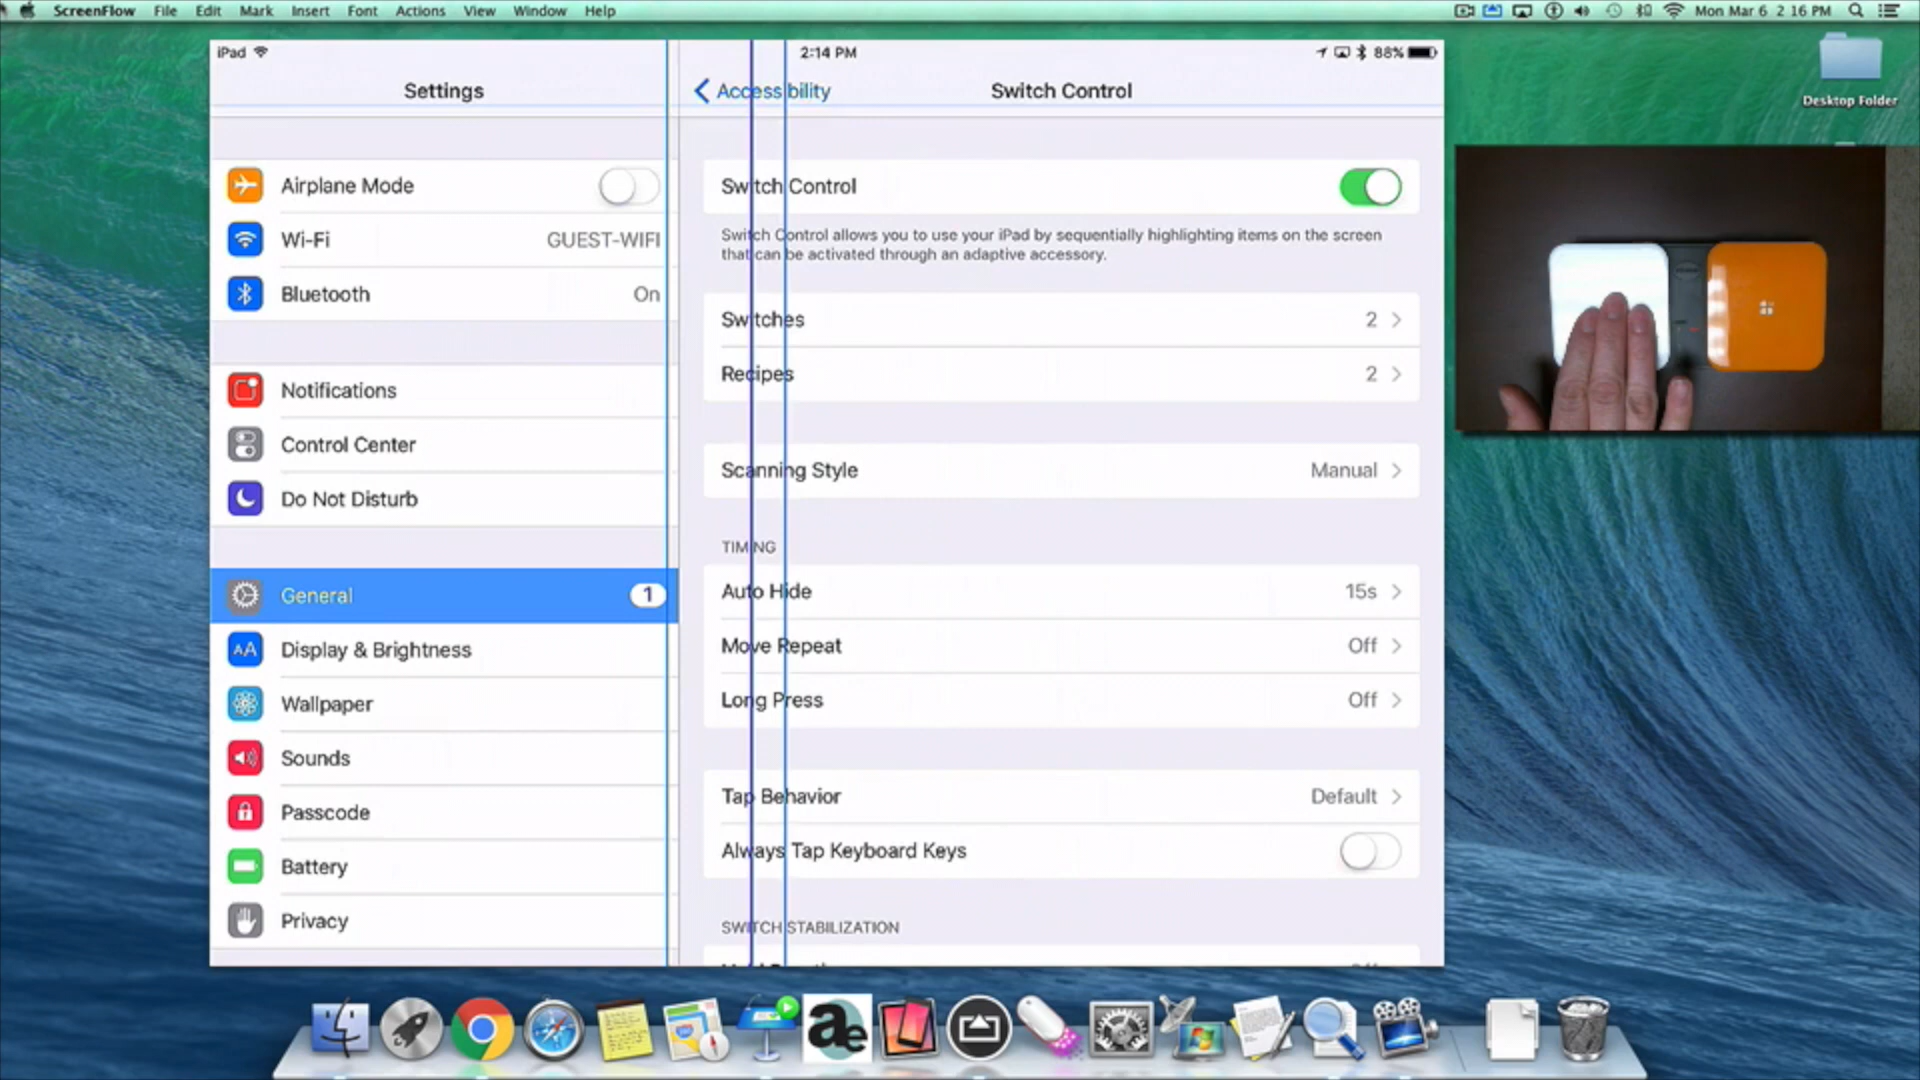 ScreenFlow File Edit Mark Insert Font Actions View Window Help Mon Mar 6 2 16 PM
Desktop Folder
iPad 2:14 PM 88%
Settings
Airplane Mode
Wi-Fi GUEST-WIFI
Bluetooth On
Notifications
Control Center
Do Not Disturb
General 1
AA Display & Brightness
Wallpaper
Sounds
Passcode
Battery
Privacy
Accessibility Switch Control
Switch Control
Switch Control allows you to use your iPad by sequentially highlighting items on the screen
that can be activated through an adaptive accessory.
Switches 2
Recipes 2
Scanning Style Manual
TIMING
Auto Hide 15s
Move Repeat Off
Long Press Off
Tap Behavior Default
Always Tap Keyboard Keys
SWITCH STABILIZATION
ae